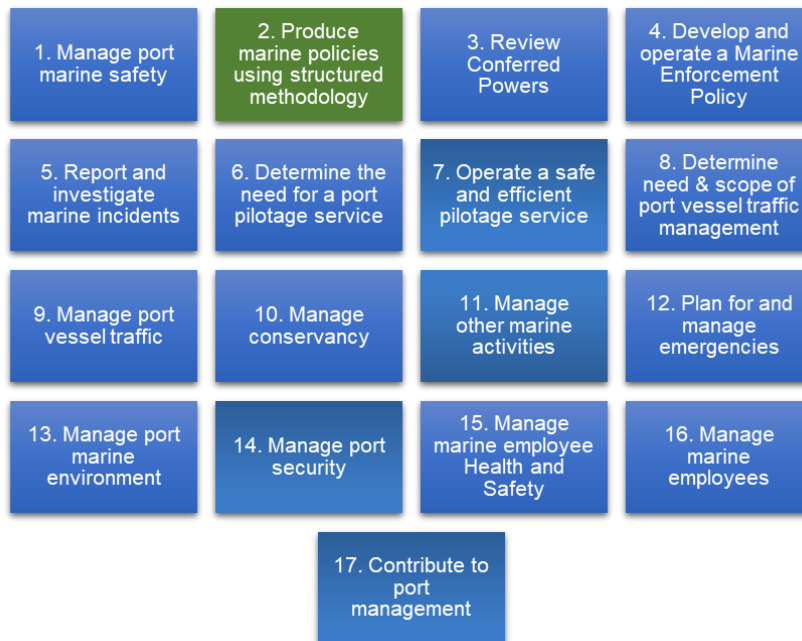 1. Manage port
marine safety
2. Produce
marine policies
using structured
methodology
3. Review
Conferred
Powers
4. Develop and
operate a Marine
Enforcement
Policy
5. Report and
investigate
marine incidents
6. Determine the
need for a port
pilotage service
7. Operate a safe
and efficient
pilotage service
8. Determine
need & scope of
port vessel traffic
management
9. Manage port
vessel traffic
10. Manage
conservancy
11. Manage
other marine
activities
12. Plan for and
manage
emergencies
13. Manage port
marine
environment
14. Manage port
security
15. Manage
marine employee
Health and
Safety
16. Manage
marine
employees
17. Contribute to
port
management